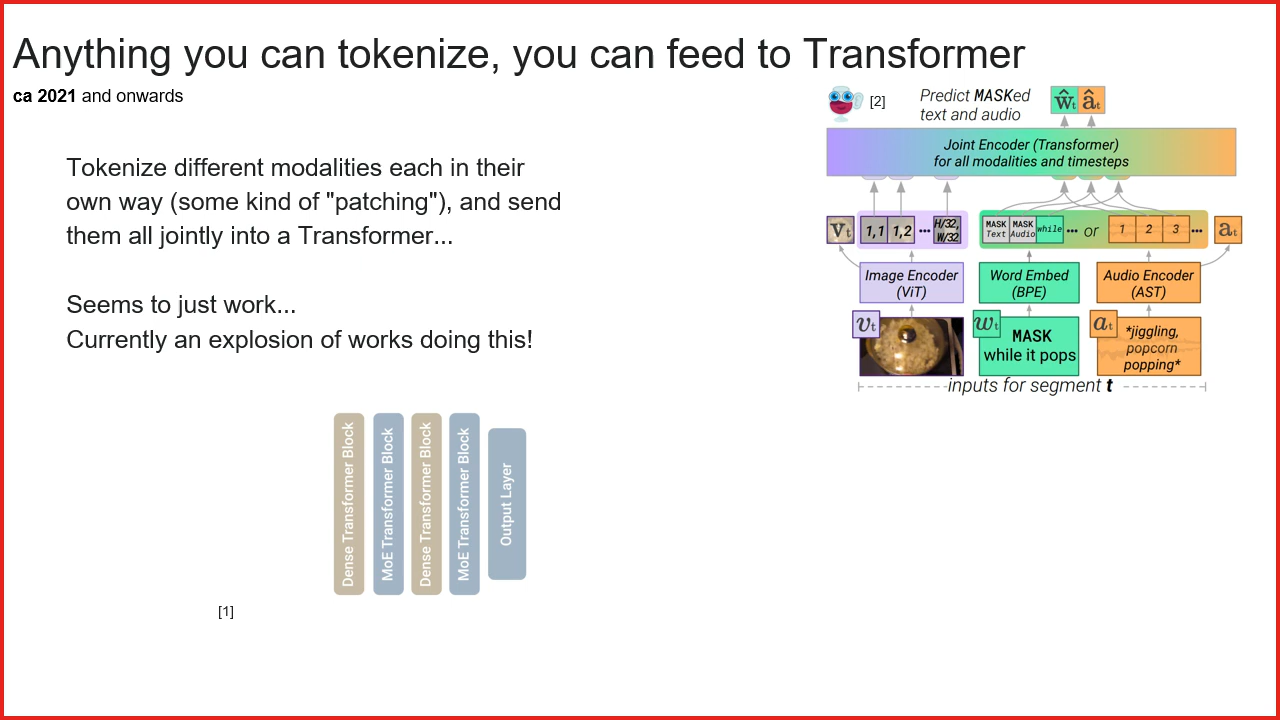 Anything you can tokenize, you can feed to Transformer
ca 2021 and onwards
Tokenize different modalities each in their
own way (some kind of "patching"), and send
them all jointly into a Transformer...
Seems to just work...
Currently an explosion of works doing this!
[2]
Predict MASKed
text and audio
ŵt ât
Joint Encoder (Transformer)
for all modalities and timesteps
vt 1,1 1,2 ••• H/32, W/32
MASK Text MASK Audio while ••• or 1 2 3 ••• at
Image Encoder
(ViT)
Word Embed
(BPE)
Audio Encoder
(AST)
vt
wt
MASK
while it pops
at
*jiggling,
popcorn
popping*
inputs for segment t
Dense Transformer Block
MoE Transformer Block
Dense Transformer Block
MoE Transformer Block
Output Layer
[1]